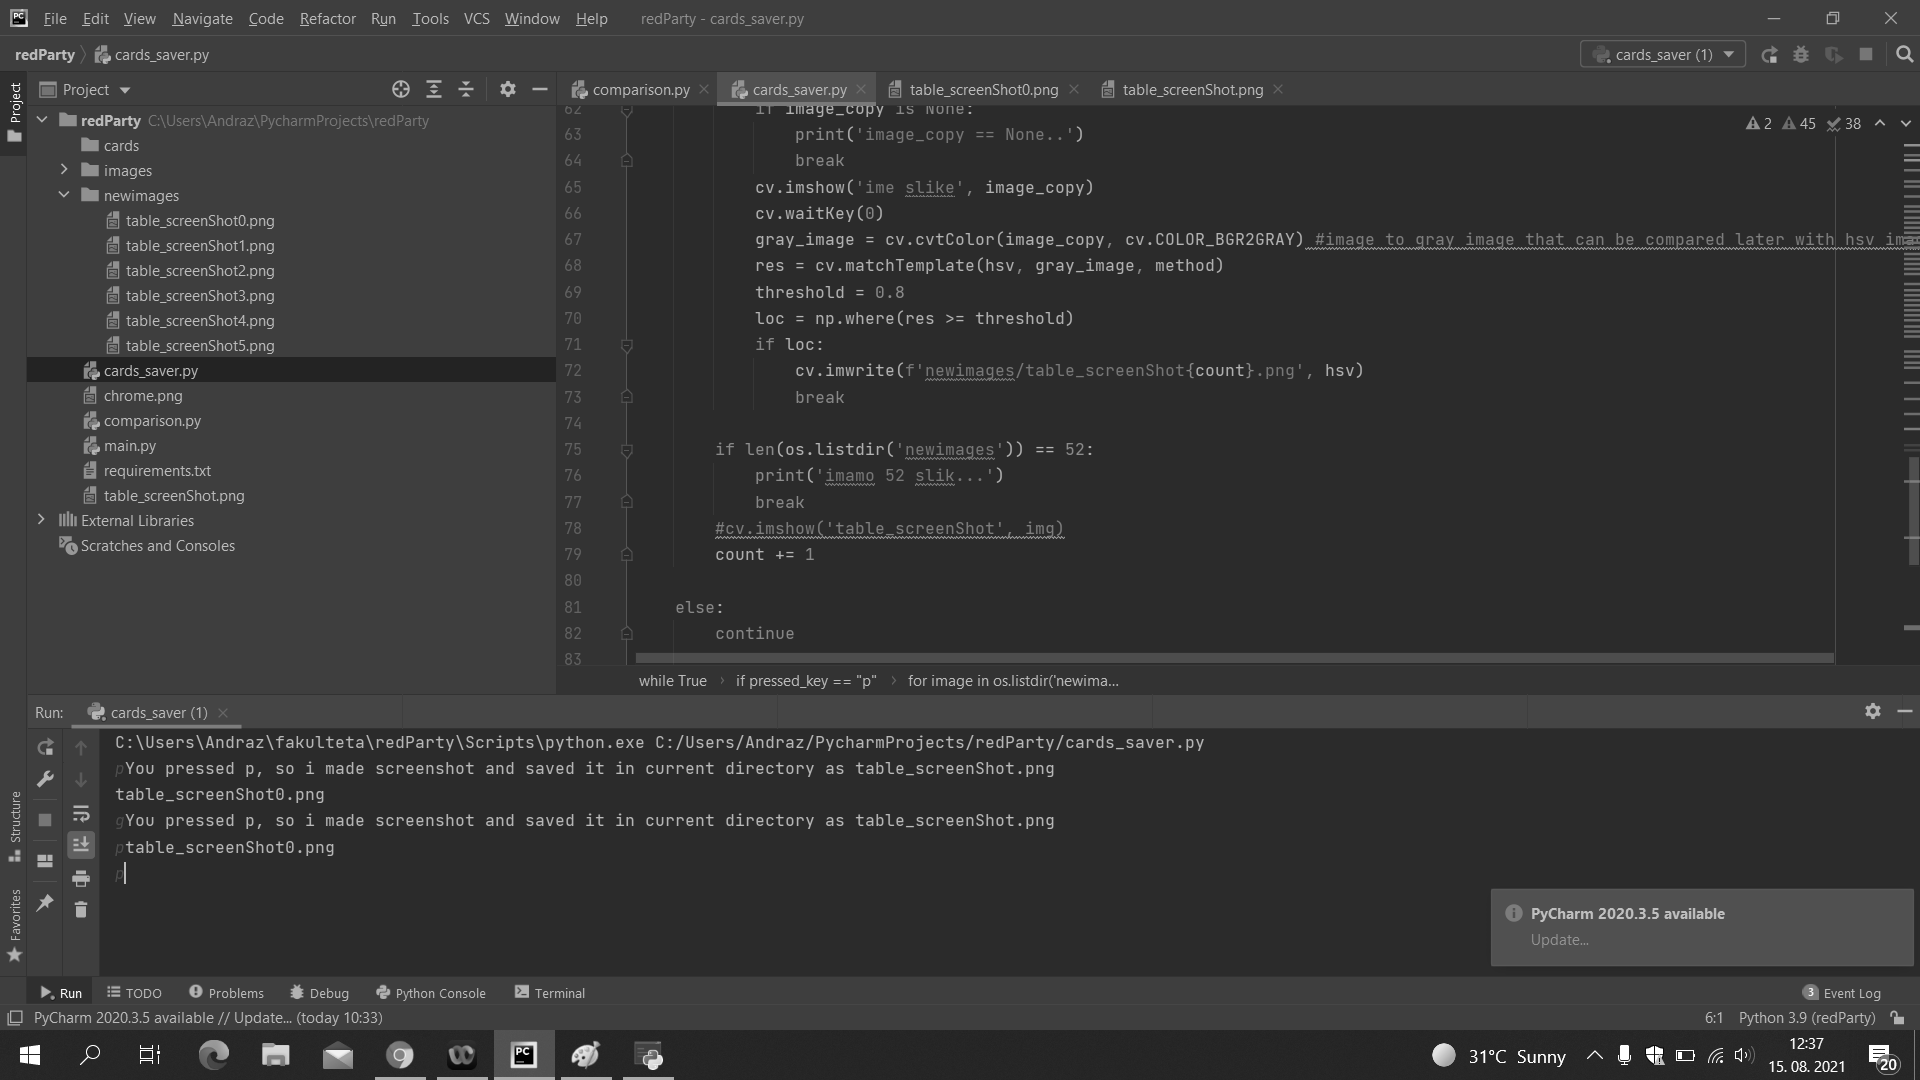 PC File Edit View Navigate Code Refactor Run Tools VCS Window Help redParty - cards_saver.py
redParty cards_saver.py cards_saver (1)
Project
Project
redParty C:\Users\Andraz\PycharmProjects\redParty
cards
images
newimages
table_screenShot0.png
table_screenShot1.png
table_screenShot2.png
table_screenShot3.png
table_screenShot4.png
table_screenShot5.png
cards_saver.py
chrome.png
comparison.py
main.py
requirements.txt
table_screenShot.png
External Libraries
Scratches and Consoles
comparison.py cards_saver.py table_screenShot0.png table_screenShot.png
2 45 38
62 if image_copy is None:
63 print('image_copy == None..')
64 break
65 cv.imshow('ime slike', image_copy)
66 cv.waitKey(0)
67 gray_image = cv.cvtColor(image_copy, cv.COLOR_BGR2GRAY) #image to gray image that can be compared later with hsv ima
68 res = cv.matchTemplate(hsv, gray_image, method)
69 threshold = 0.8
70 loc = np.where(res >= threshold)
71 if loc:
72 cv.imwrite(f'newimages/table_screenShot{count}.png', hsv)
73 break
74
75 if len(os.listdir('newimages')) == 52:
76 print('imamo 52 slik...')
77 break
78 #cv.imshow('table_screenShot', img)
79 count += 1
80
81 else:
82 continue
83
while True if pressed_key == "p" for image in os.listdir('newima...
Run: cards_saver (1)
C:\Users\Andraz\fakulteta\redParty\Scripts\python.exe C:/Users/Andraz/PycharmProjects/redParty/cards_saver.py
pYou pressed p, so i made screenshot and saved it in current directory as table_screenShot.png
table_screenShot0.png
gYou pressed p, so i made screenshot and saved it in current directory as table_screenShot.png
ptable_screenShot0.png
p
Structure
Favorites
PyCharm 2020.3.5 available
Update...
Run TODO Problems Debug Python Console Terminal 3 Event Log
PyCharm 2020.3.5 available // Update... (today 10:33) 6:1 Python 3.9 (redParty)
PC 31°C Sunny 12:37
15. 08. 2021 20